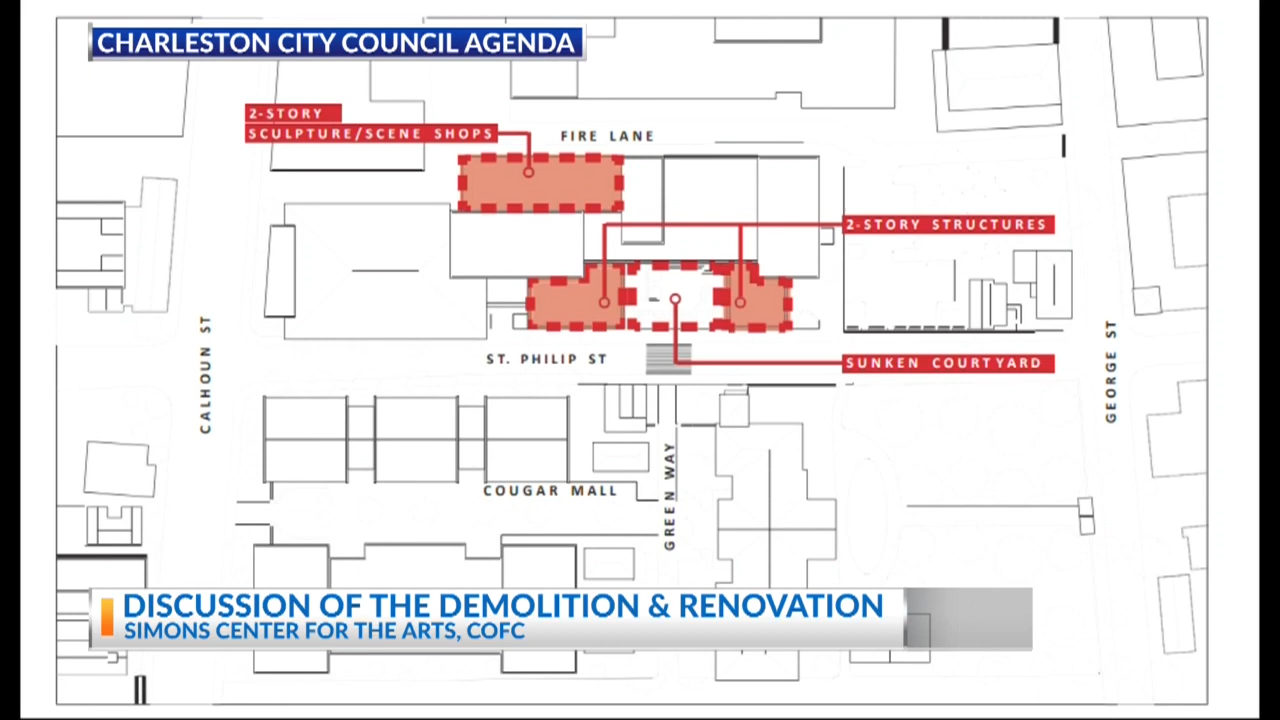 CHARLESTON CITY COUNCIL AGENDA
2-STORY
SCULPTURE/SCENE SHOPS
FIRE LANE
2-STORY STRUCTURES
ST. PHILIP ST
SUNKEN COURTYARD
CALHOUN ST
GEORGE ST
COUGAR MALL
GREEN WAY
DISCUSSION OF THE DEMOLITION & RENOVATION
SIMONS CENTER FOR THE ARTS, COFC